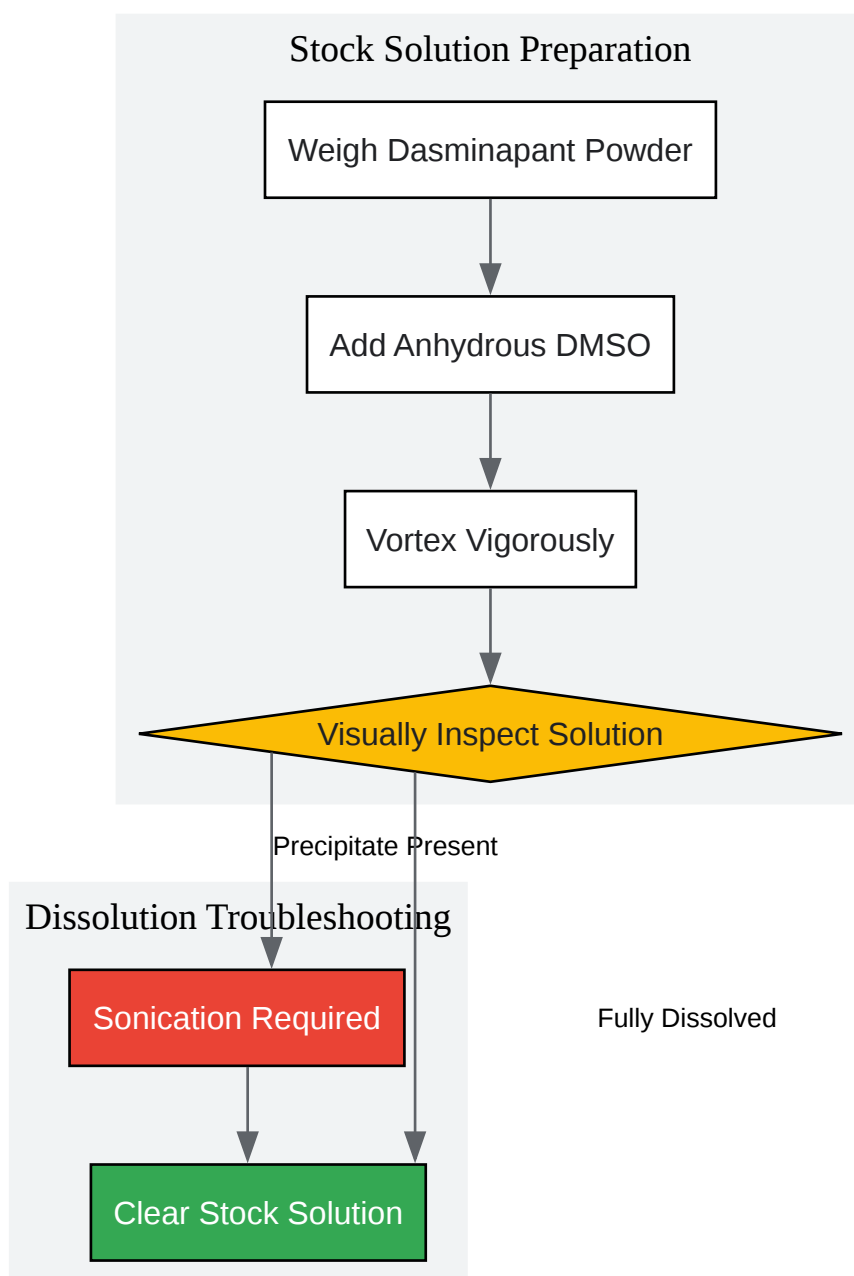 Stock Solution Preparation
Weigh Dasminapant Powder
Add Anhydrous DMSO
Vortex Vigorously
Visually Inspect Solution
Precipitate Present
Dissolution Troubleshooting
Sonication Required
Fully Dissolved
Clear Stock Solution